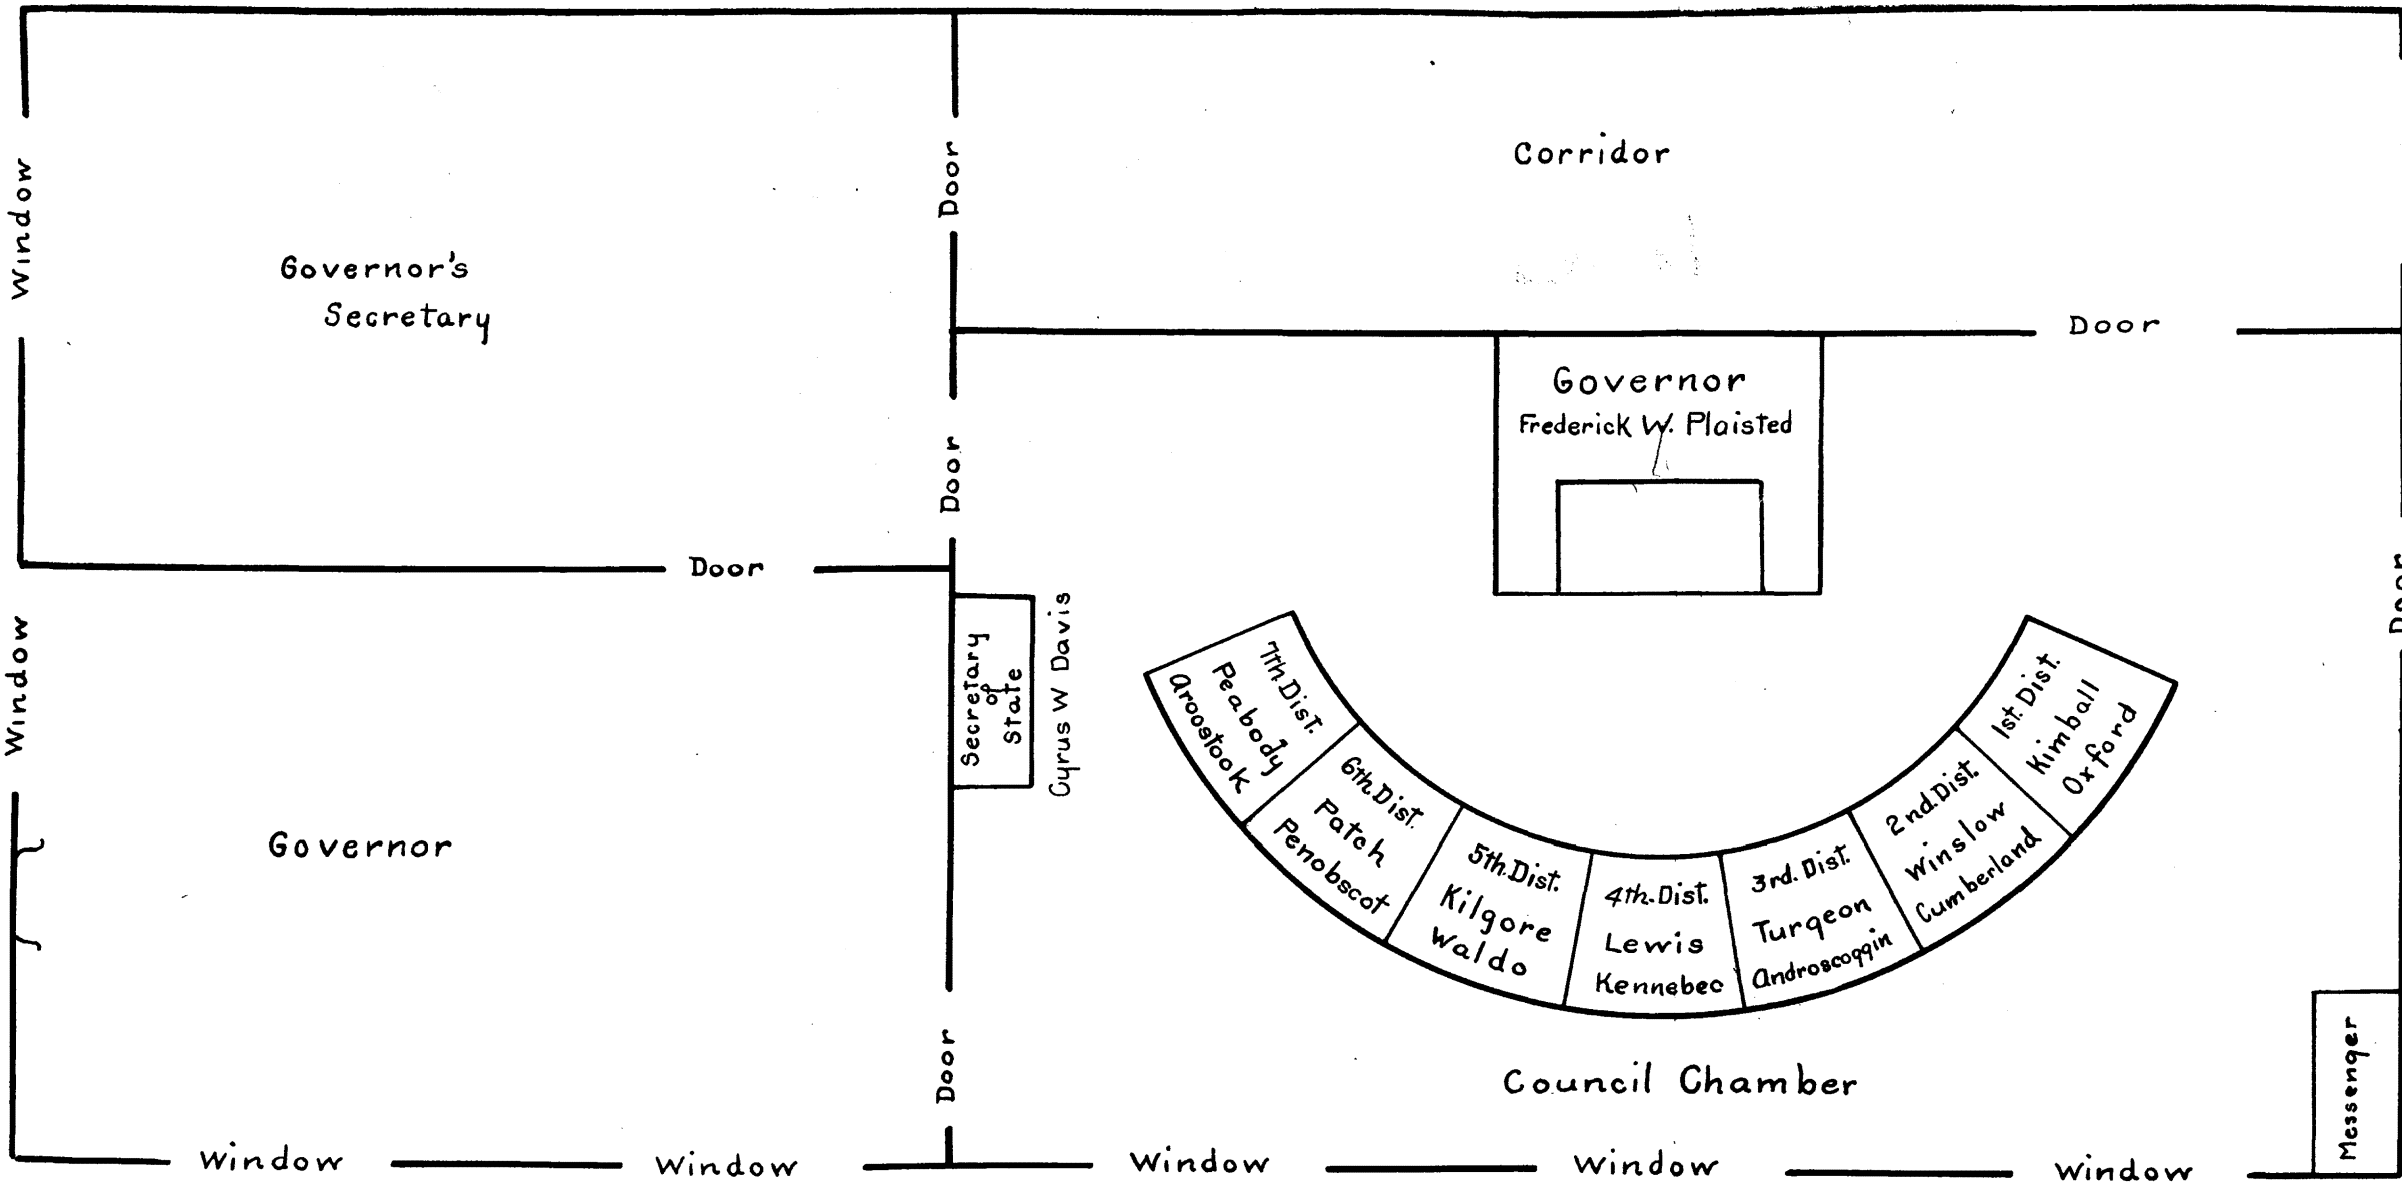 Window
Governor's
Secretary
Door
Corridor
Door
Door
Door
Governor
Frederick W. Plaisted
Window
Governor
Secretary
of
State
Cyrus W Davis
7th Dist.
Peabody
Aroostook
6th Dist.
Patch
Penobscot
5th. Dist.
Kilgore
Waldo
4th. Dist.
Lewis
Kennebec
3rd. Dist.
Turgeon
Androscoggin
2nd. Dist.
Winslow
Cumberland
1st. Dist.
Kimball
Oxford
Door
Door
Council Chamber
Messenger
Window
Window
Window
Window
Window